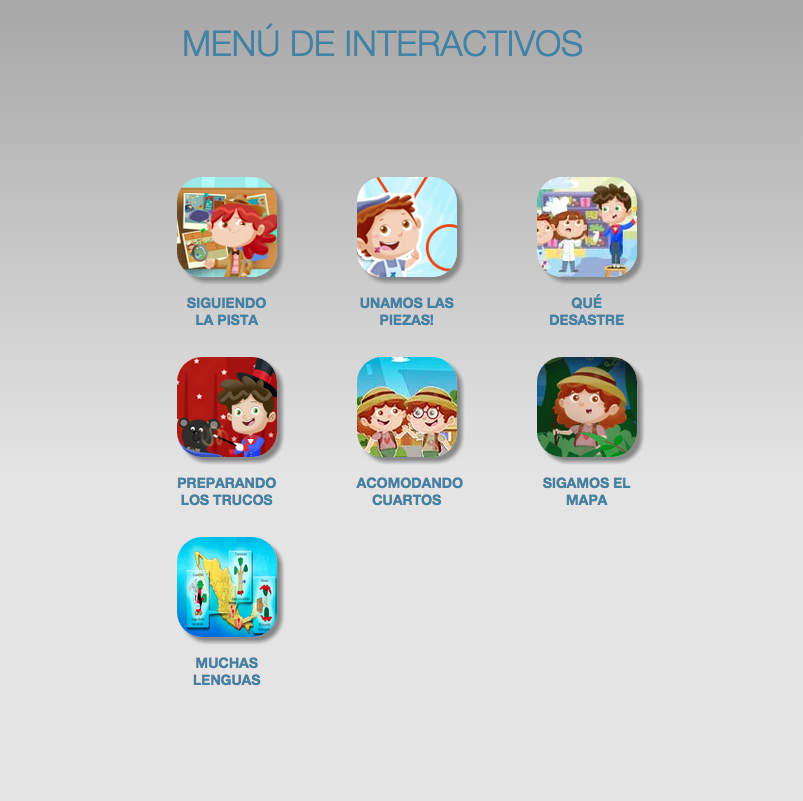 MENÚ DE INTERACTIVOS
SIGUIENDO
LA PISTA
UNAMOS LAS
PIEZAS!
QUÉ
DESASTRE
PREPARANDO
LOS TRUCOS
ACOMODANDO
CUARTOS
SIGAMOS EL
MAPA
MUCHAS
LENGUAS